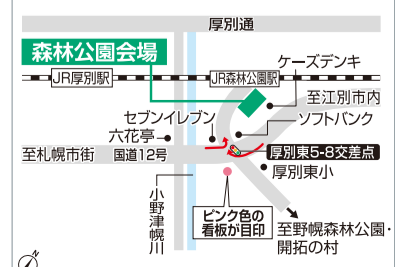 厚別通
森林公園会場
ケーズデンキ
JR厚別駅
JR森林公園駅
至江別市内
セブンイレブン
ソフトバンク
六花亭
至札幌市街
国道12号
厚別東5-8交差点
厚別東小
小野津幌川
ピンク色の
看板が目印
至野幌森林公園・
開拓の村
N